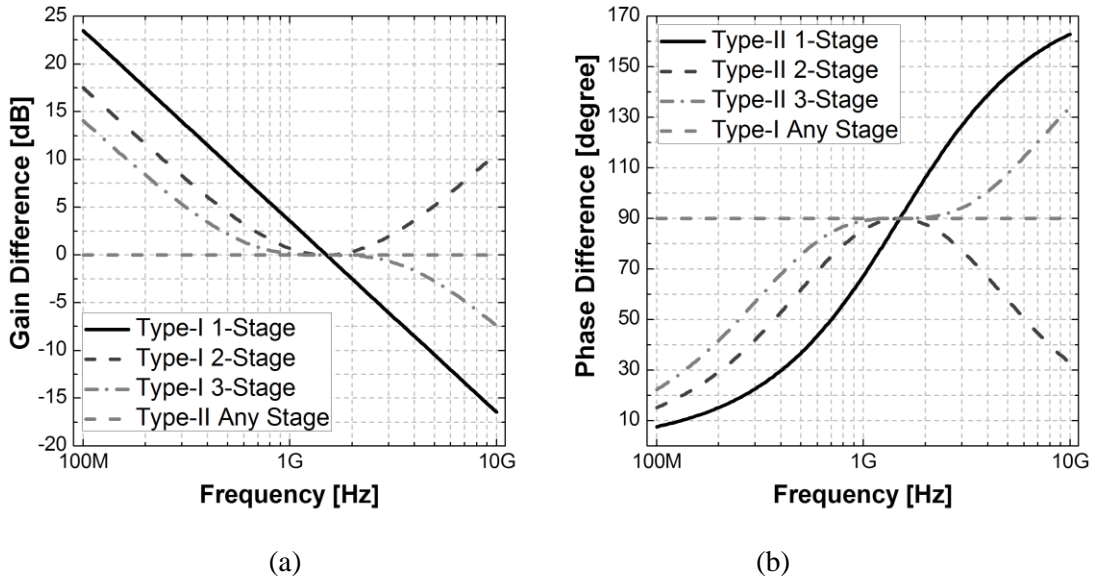 25
20
15
10
5
0
-5
-10
-15
-20
Gain Difference [dB]
Type-I 1-Stage
Type-I 2-Stage
Type-I 3-Stage
Type-II Any Stage
100M
1G
10G
Frequency [Hz]
(a)
170
150
130
110
90
70
50
30
10
Phase Difference [degree]
Type-II 1-Stage
Type-II 2-Stage
Type-II 3-Stage
Type-I Any Stage
100M
1G
10G
Frequency [Hz]
(b)